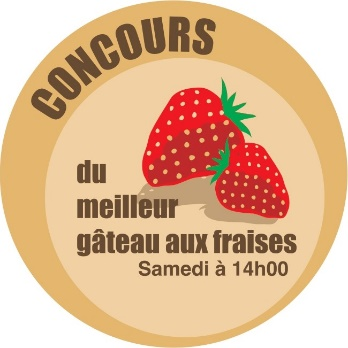 CONCOURS
du
meilleur
gâteau aux fraises
Samedi à 14h00